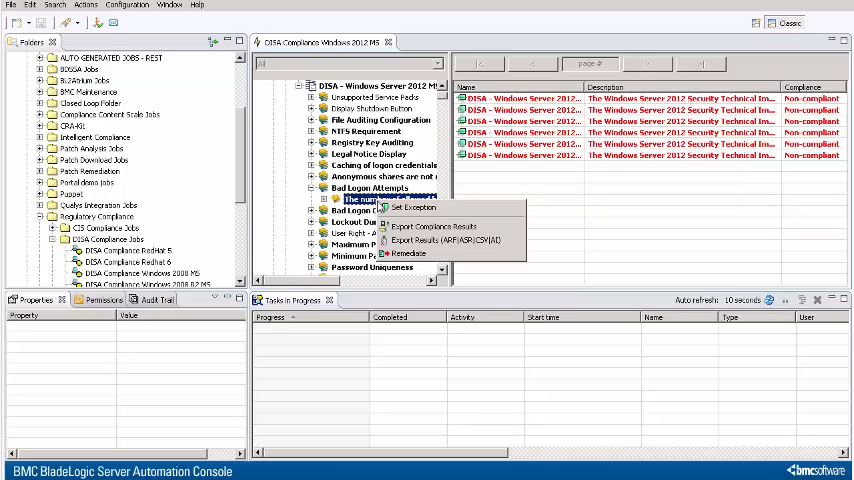 File Edit Search Actions Configuration Window Help
Classic
Folders
AUTO GENERATED JOBS - REST
BDSSA Jobs
BL2Atrium Jobs
BMC Maintenance
Closed Loop Folder
Compliance Content Scale Jobs
CRA-Kit
Intelligent Compliance
Patch Analysis Jobs
Patch Download Jobs
Patch Remediation
Portal demo Jobs
Puppet
Qualys Integration Jobs
Regulatory Compliance
CIS Compliance Jobs
DISA Compliance Jobs
DISA Compliance RedHat 5
DISA Compliance RedHat 6
DISA Compliance Windows 2008 MS
DISA Compliance Windows 2008 R2 MS
DISA Compliance Windows 2012 MS
All
DISA - Windows Server 2012 MS
Unsupported Service Packs
Display Shutdown Button
File Auditing Configuration
NTFS Requirement
Registry Key Auditing
Legal Notice Display
Caching of logon credentials
Anonymous shares are not
Bad Logon Attempts
The num
Bad Logon C
Lockout Dur
User Right - A
Maximum P
Minimum Pa
Password Uniqueness
Set Exception
Export Compliance Results
Export Results (ARF|ASR|CSV|AI)
Remediate
|< < page # > >|
Name Description Compliance
DISA - Windows Server 2012... The Windows Server 2012 Security Technical Im... Non-compliant
DISA - Windows Server 2012... The Windows Server 2012 Security Technical Im... Non-compliant
DISA - Windows Server 2012... The Windows Server 2012 Security Technical Im... Non-compliant
DISA - Windows Server 2012... The Windows Server 2012 Security Technical Im... Non-compliant
DISA - Windows Server 2012... The Windows Server 2012 Security Technical Im... Non-compliant
DISA - Windows Server 2012... The Windows Server 2012 Security Technical Im... Non-compliant
Properties Permissions Audit Trail
Property Value
Tasks in Progress Auto refresh: 10 seconds
Progress Completed Activity Start time Name Type User
BMC BladeLogic Server Automation Console
bmcsoftware